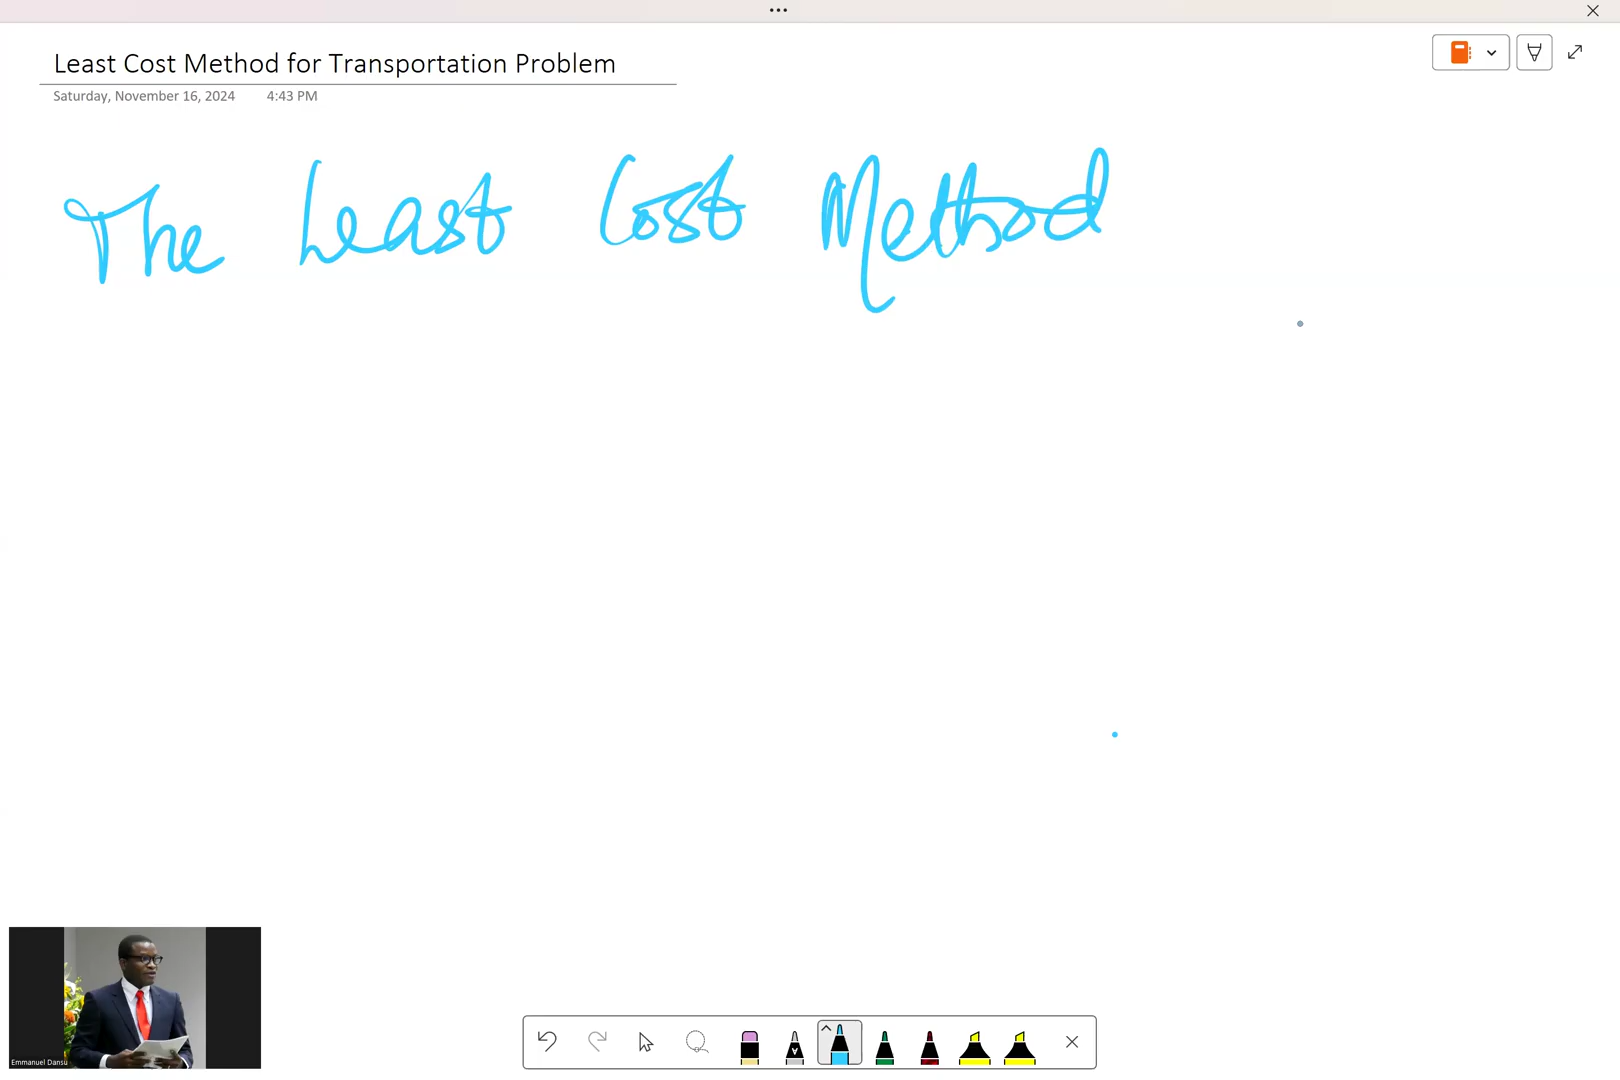 Least Cost Method for Transportation Problem
Saturday, November 16, 2024 4:43 PM
The Least Cost Method
Emmanuel Dansu